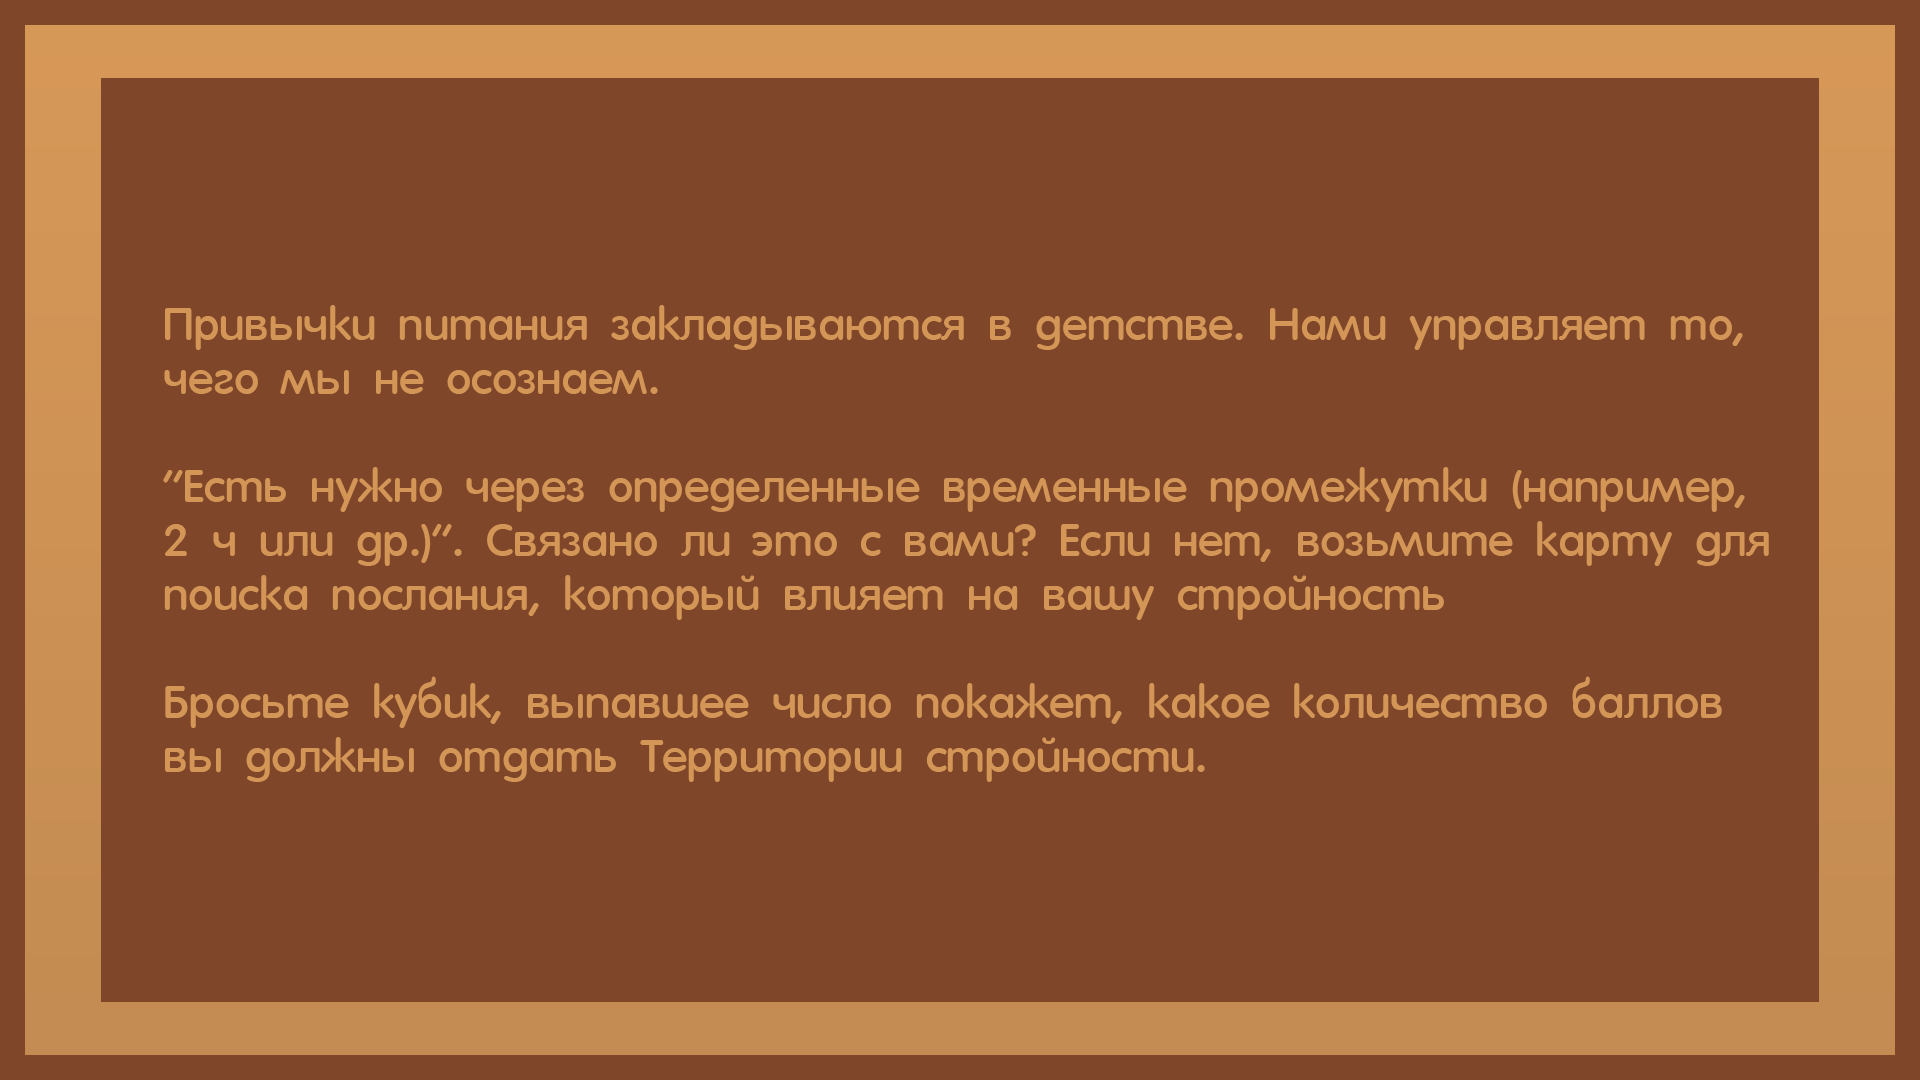 Привычки питания закладываются в детстве. Нами управляет то,
чего мы не осознаем.
"Есть нужно через определенные временные промежутки (например,
2 ч или др.)". Связано ли это с вами? Если нет, возьмите карту для
поиска послания, который влияет на вашу стройность
Бросьте кубик, выпавшее число покажет, какое количество баллов
вы должны отдать Территории стройности.